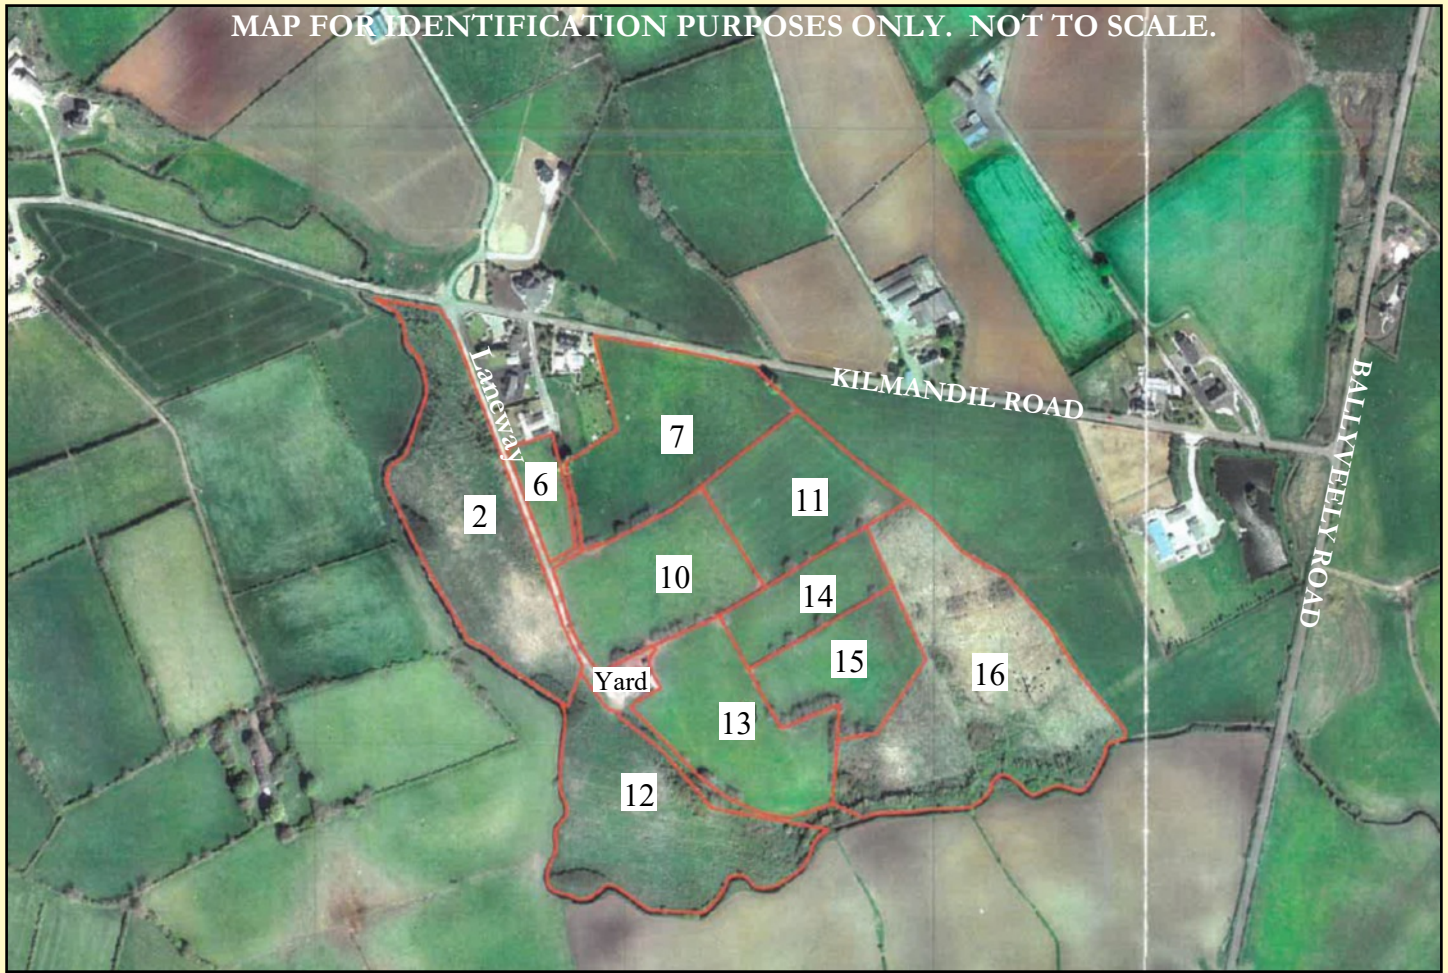 MAP FOR IDENTIFICATION PURPOSES ONLY. NOT TO SCALE.
Laneway
KILMANDIL ROAD
BALLYVEELY ROAD
7
6
11
2
10
14
15
16
Yard
13
12